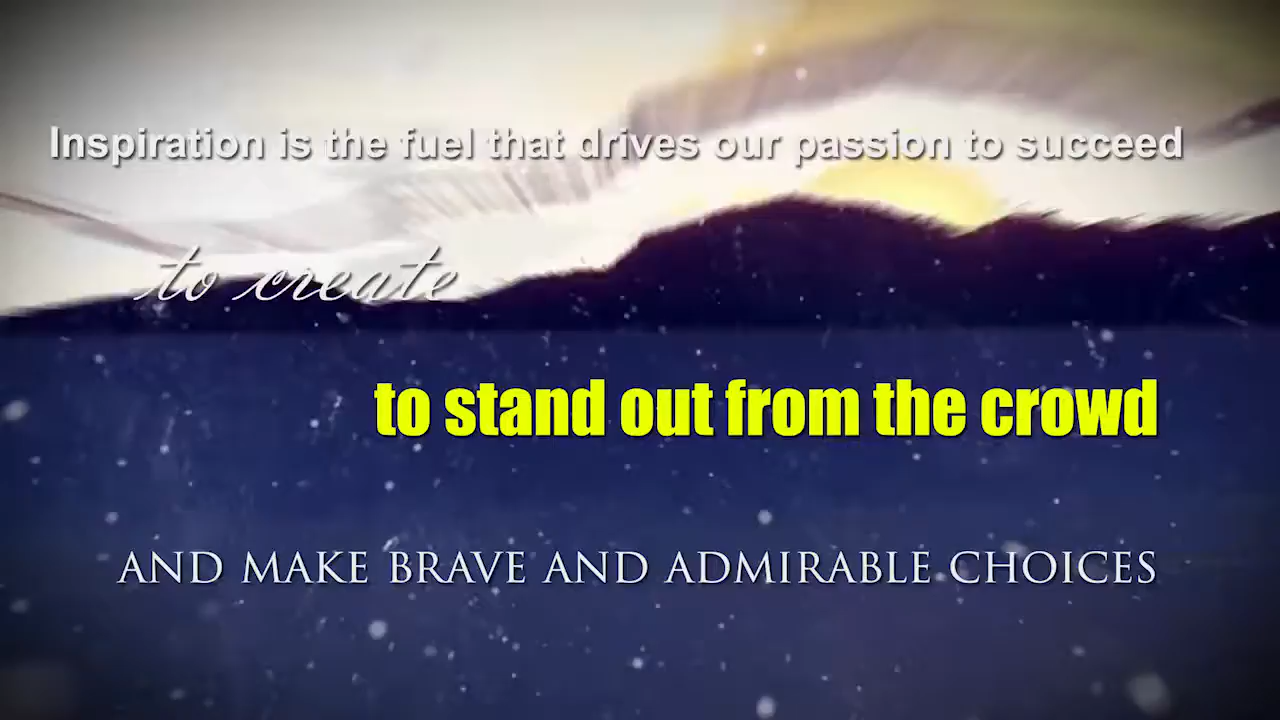 Inspiration is the fuel that drives our passion to succeed
to create
to stand out from the crowd
AND MAKE BRAVE AND ADMIRABLE CHOICES